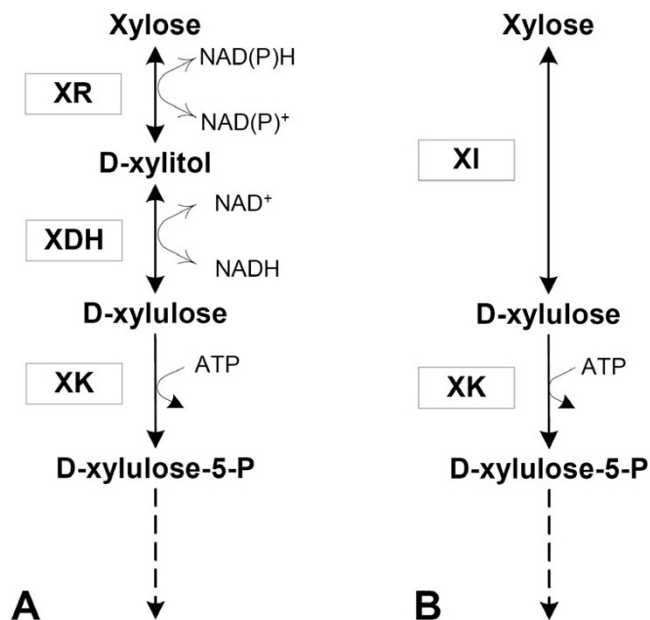 Xylose
NAD(P)H
XR
NAD(P)+
D-xylitol
NAD+
XDH
NADH
D-xylulose
ATP
XK
D-xylulose-5-P
A
Xylose
XI
D-xylulose
ATP
XK
D-xylulose-5-P
B